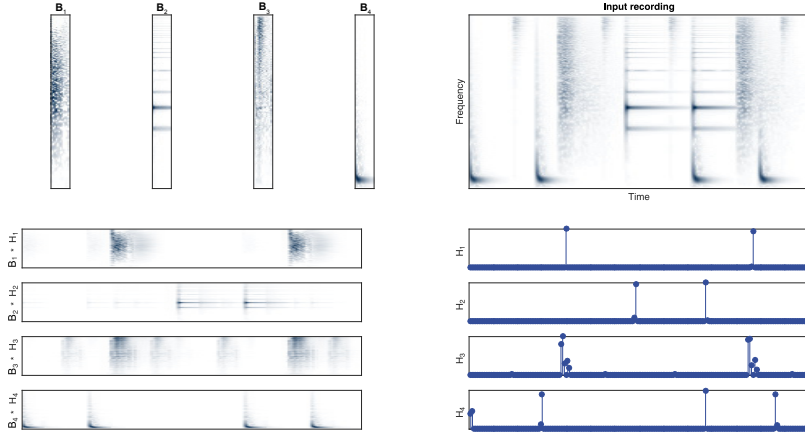 B1 B2 B3 B4 Input recording
Frequency
Time
B1 * H1
H1
B2 * H2
H2
B3 * H3
H3
B4 * H4
H4